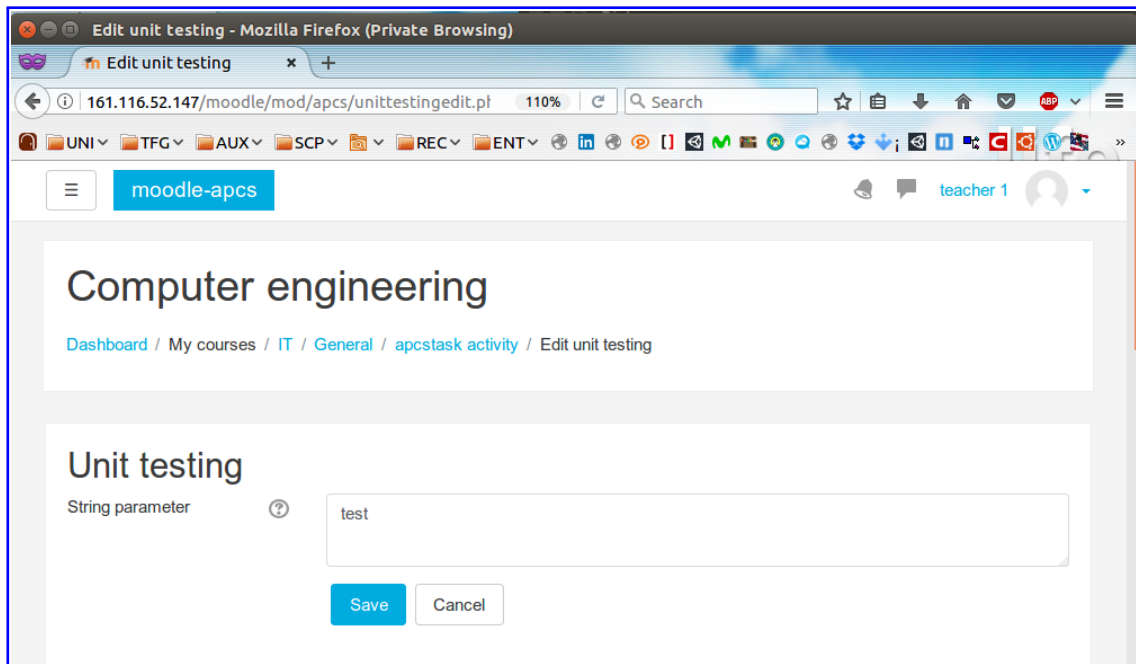 Edit unit testing - Mozilla Firefox (Private Browsing)
Edit unit testing × +
161.116.52.147/moodle/mod/apcs/unittestingedit.pl 110% Search ABP
UNI TFG AUX SCP REC ENT »
moodle-apcs teacher 1
Computer engineering
Dashboard / My courses / IT / General / apcstask activity / Edit unit testing
Unit testing
String parameter ? test
Save Cancel